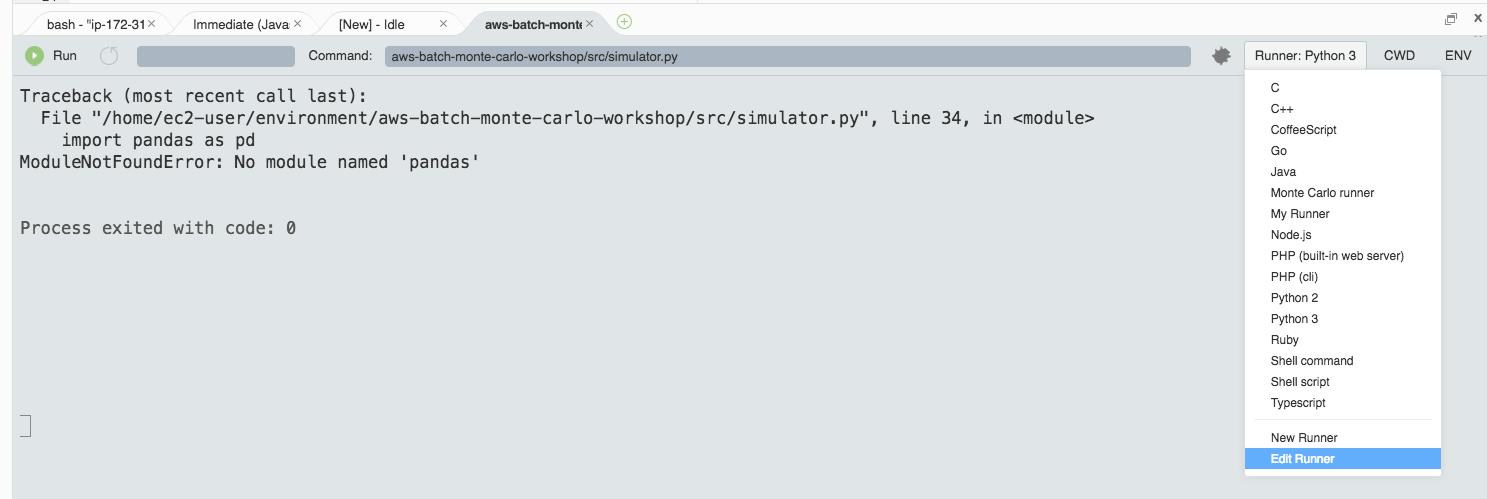 bash - "ip-172-31
Immediate (Java
[New] - Idle
aws-batch-monte
Run
Command:
aws-batch-monte-carlo-workshop/src/simulator.py
Runner: Python 3
CWD
ENV
Traceback (most recent call last):
File "/home/ec2-user/environment/aws-batch-monte-carlo-workshop/src/simulator.py", line 34, in <module>
import pandas as pd
ModuleNotFoundError: No module named 'pandas'
Process exited with code: 0
C
C++
CoffeeScript
Go
Java
Monte Carlo runner
My Runner
Node.js
PHP (built-in web server)
PHP (cli)
Python 2
Python 3
Ruby
Shell command
Shell script
Typescript
New Runner
Edit Runner